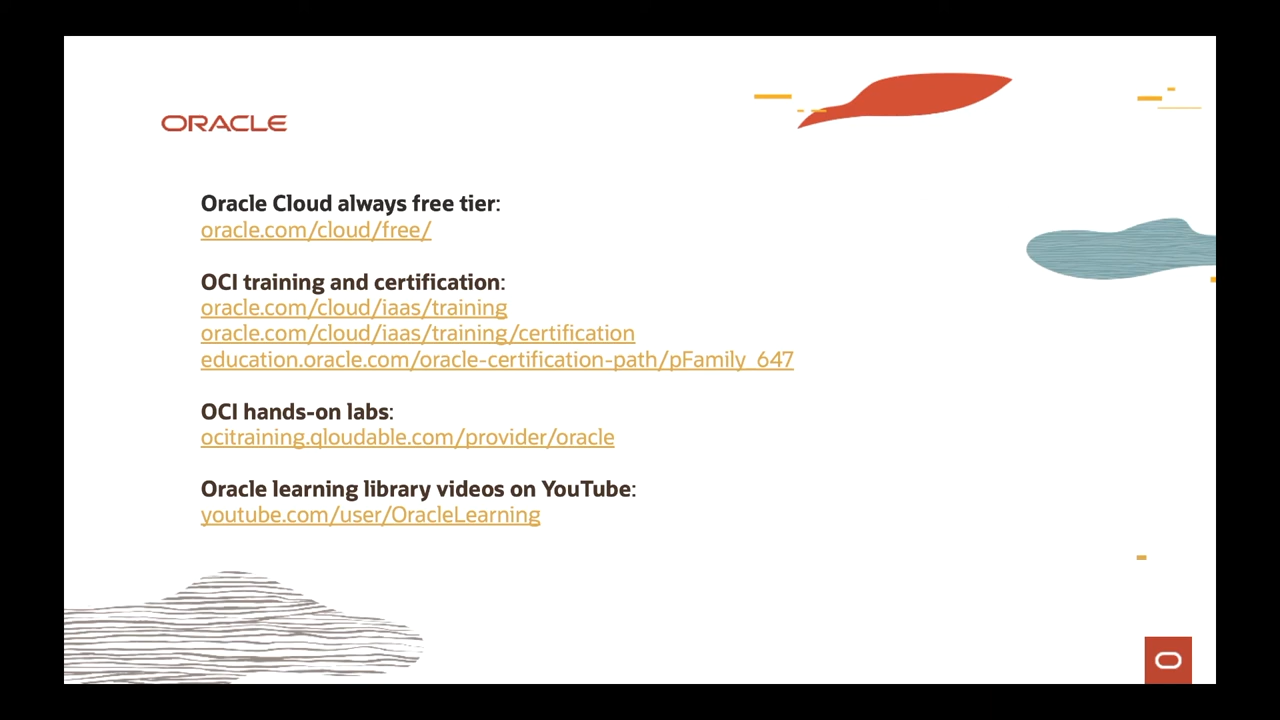 ORACLE
Oracle Cloud always free tier:
oracle.com/cloud/free/
OCI training and certification:
oracle.com/cloud/iaas/training
oracle.com/cloud/iaas/training/certification
education.oracle.com/oracle-certification-path/pFamily_647
OCI hands-on labs:
ocitraining.qloudable.com/provider/oracle
Oracle learning library videos on YouTube:
youtube.com/user/OracleLearning